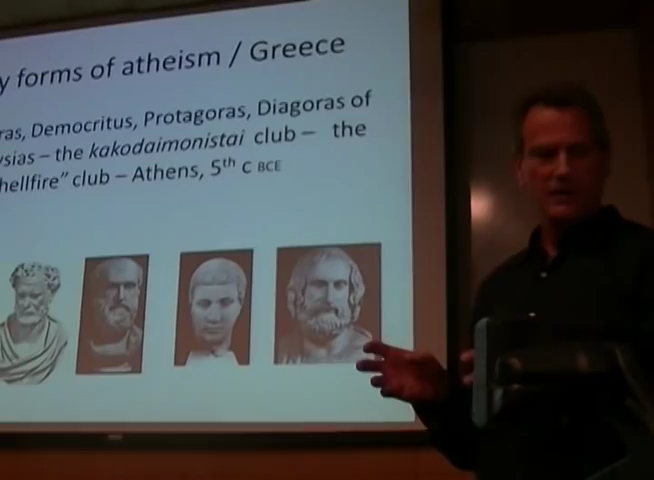 y forms of atheism / Greece
ras, Democritus, Protagoras, Diagoras of
ysias – the kakodaimonistai club – the
hellfire” club – Athens, 5th C BCE